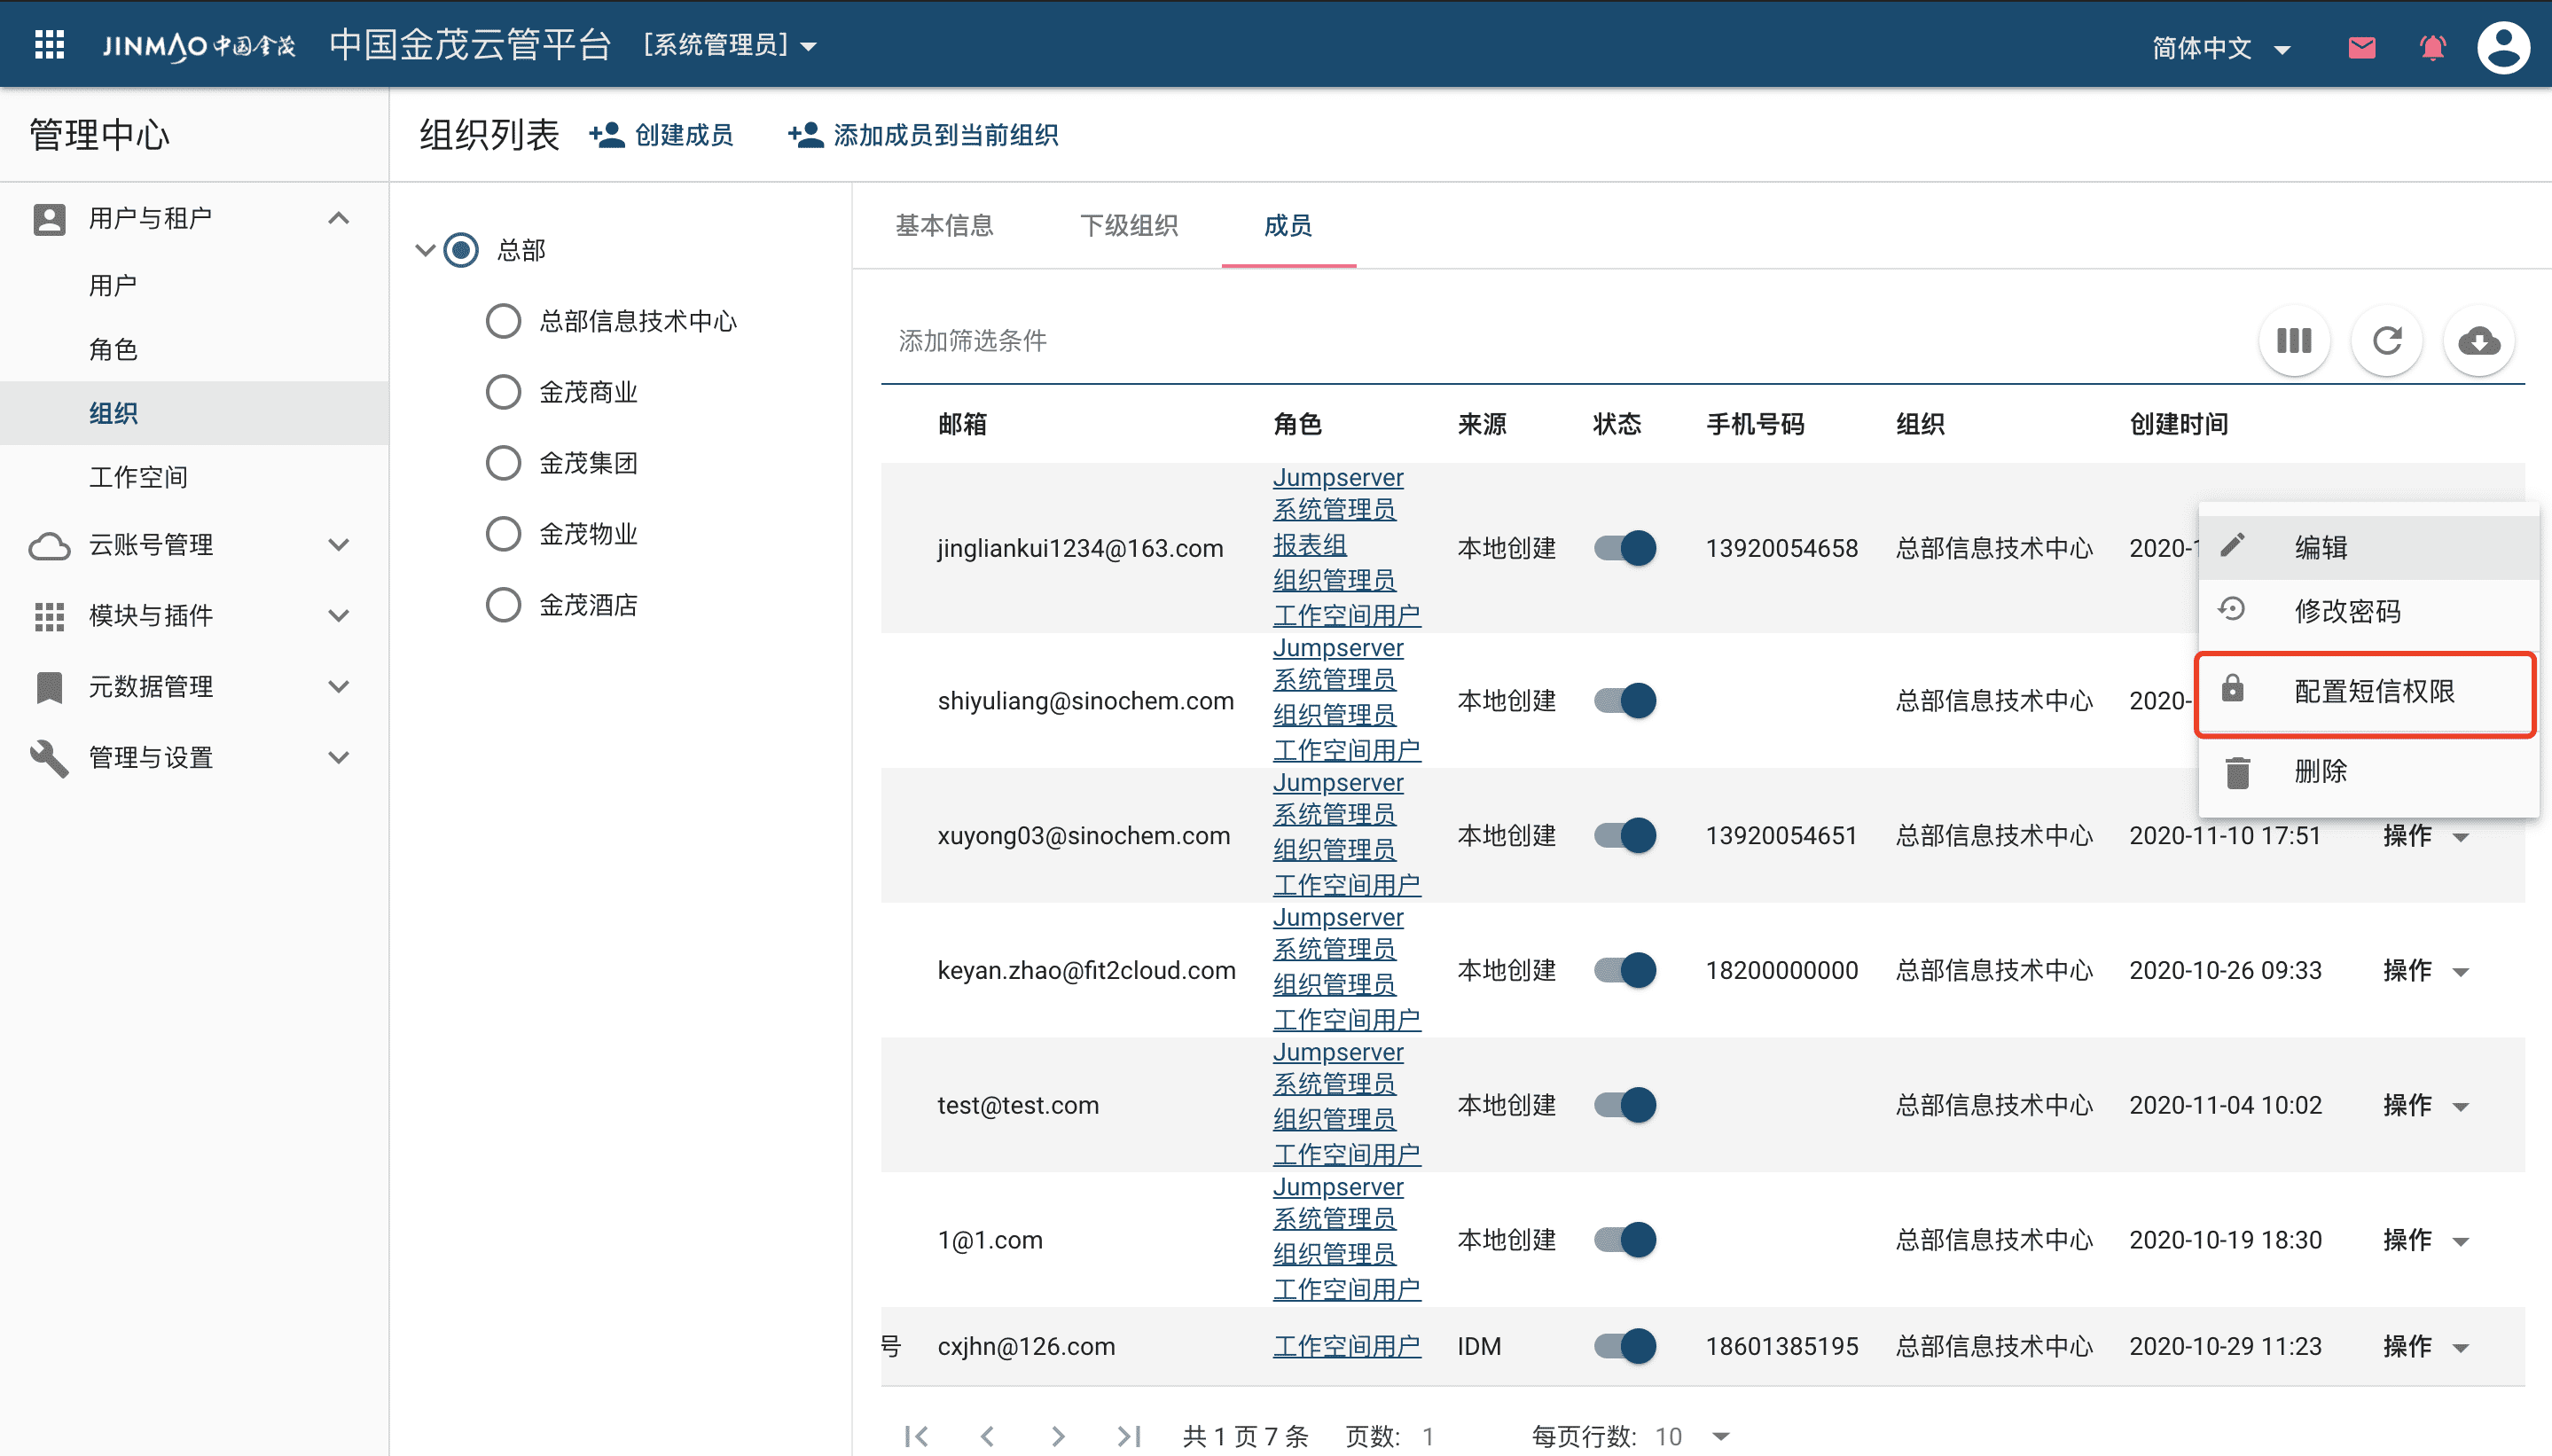 JINMAO 中国金茂 中国金茂云管平台 [系统管理员] 简体中文
管理中心
用户与租户
用户
角色
组织
工作空间
云账号管理
模块与插件
元数据管理
管理与设置
组织列表 创建成员 添加成员到当前组织
总部
总部信息技术中心
金茂商业
金茂集团
金茂物业
金茂酒店
基本信息 下级组织 成员
添加筛选条件
邮箱 角色 来源 状态 手机号码 组织 创建时间
Jumpserver
系统管理员
jingliankui1234@163.com 报表组 本地创建 13920054658 总部信息技术中心 2020-1
组织管理员
工作空间用户
Jumpserver
系统管理员
shiyuliang@sinochem.com 组织管理员 本地创建 总部信息技术中心 2020-
工作空间用户
编辑
修改密码
配置短信权限
删除
Jumpserver
系统管理员
xuyong03@sinochem.com 组织管理员 本地创建 13920054651 总部信息技术中心 2020-11-10 17:51 操作
工作空间用户
Jumpserver
系统管理员
keyan.zhao@fit2cloud.com 组织管理员 本地创建 18200000000 总部信息技术中心 2020-10-26 09:33 操作
工作空间用户
Jumpserver
系统管理员
test@test.com 组织管理员 本地创建 总部信息技术中心 2020-11-04 10:02 操作
工作空间用户
Jumpserver
系统管理员
1@1.com 组织管理员 本地创建 总部信息技术中心 2020-10-19 18:30 操作
工作空间用户
号 cxjhn@126.com 工作空间用户 IDM 18601385195 总部信息技术中心 2020-10-29 11:23 操作
共 1 页 7 条 页数: 1 每页行数: 10